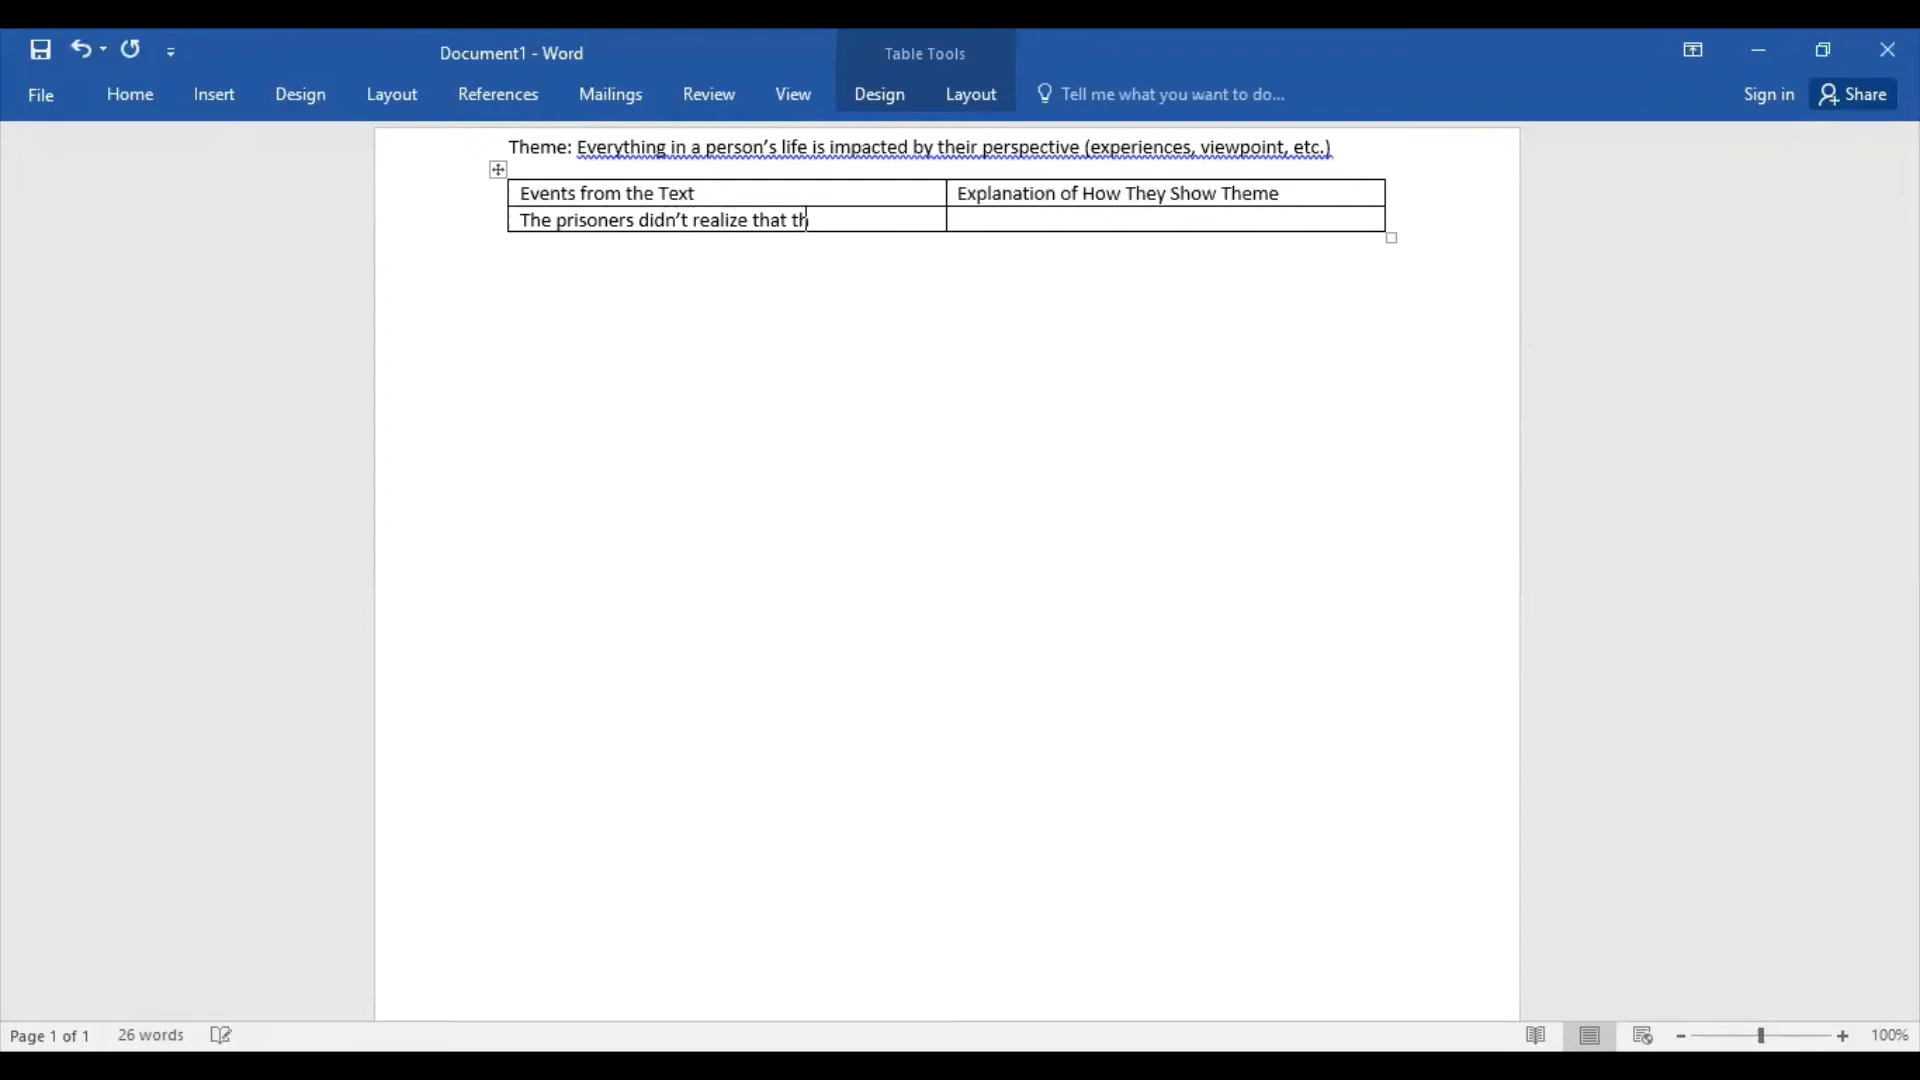 Document1 - Word
Table Tools
File Home Insert Design Layout References Mailings Review View Design Layout Tell me what you want to do... Sign in Share
Theme: Everything in a person's life is impacted by their perspective (experiences, viewpoint, etc.)
Events from the Text Explanation of How They Show Theme
The prisoners didn't realize that th
Page 1 of 1 26 words 100%